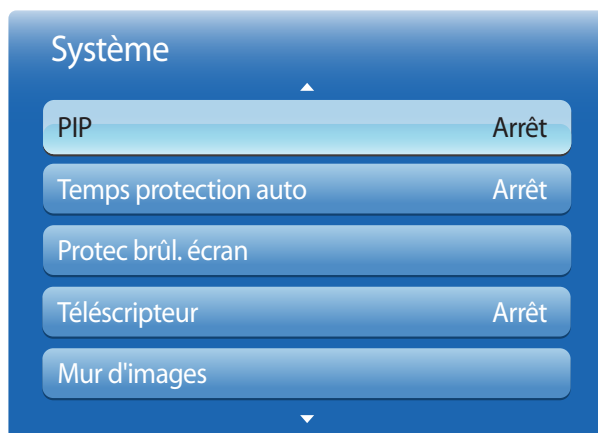 Système
PIP Arrêt
Temps protection auto Arrêt
Protec brûl. écran
Téléscripteur Arrêt
Mur d'images